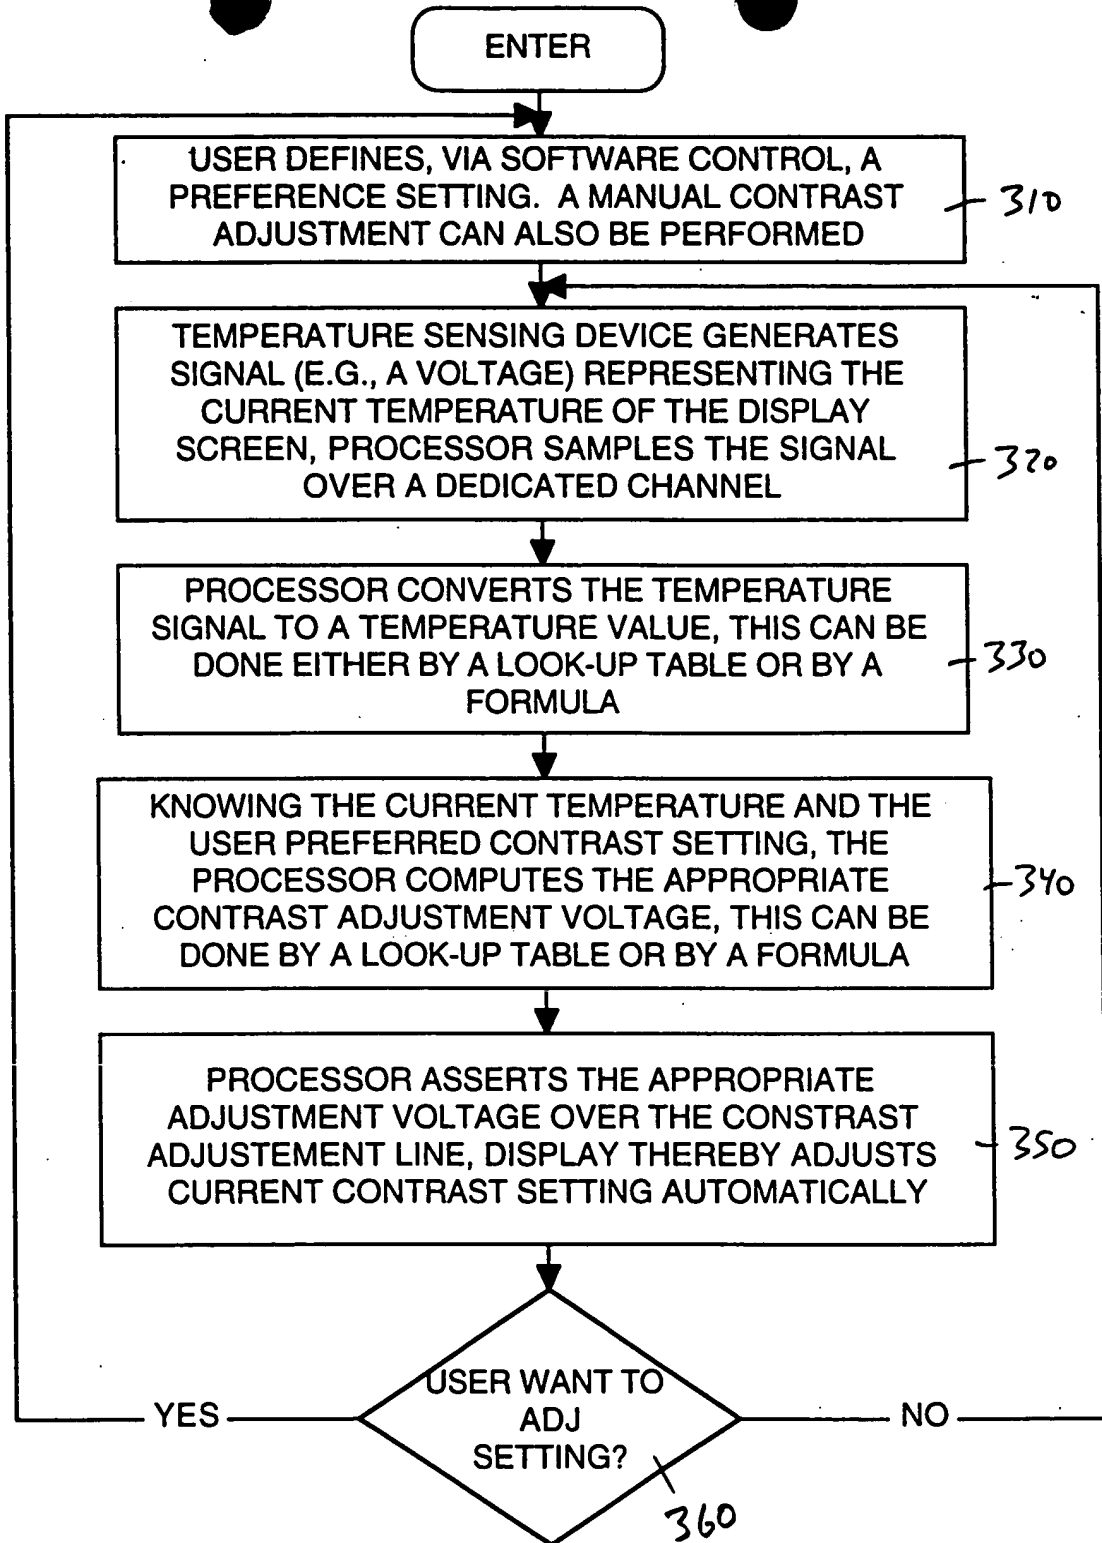 ENTER
USER DEFINES, VIA SOFTWARE CONTROL, A
PREFERENCE SETTING. A MANUAL CONTRAST
ADJUSTMENT CAN ALSO BE PERFORMED
310
TEMPERATURE SENSING DEVICE GENERATES
SIGNAL (E.G., A VOLTAGE) REPRESENTING THE
CURRENT TEMPERATURE OF THE DISPLAY
SCREEN, PROCESSOR SAMPLES THE SIGNAL
OVER A DEDICATED CHANNEL
320
PROCESSOR CONVERTS THE TEMPERATURE
SIGNAL TO A TEMPERATURE VALUE, THIS CAN BE
DONE EITHER BY A LOOK-UP TABLE OR BY A
FORMULA
330
KNOWING THE CURRENT TEMPERATURE AND THE
USER PREFERRED CONTRAST SETTING, THE
PROCESSOR COMPUTES THE APPROPRIATE
CONTRAST ADJUSTMENT VOLTAGE, THIS CAN BE
DONE BY A LOOK-UP TABLE OR BY A FORMULA
340
PROCESSOR ASSERTS THE APPROPRIATE
ADJUSTMENT VOLTAGE OVER THE CONSTRAST
ADJUSTEMENT LINE, DISPLAY THEREBY ADJUSTS
CURRENT CONTRAST SETTING AUTOMATICALLY
350
USER WANT TO
ADJ
SETTING?
YES
NO
360